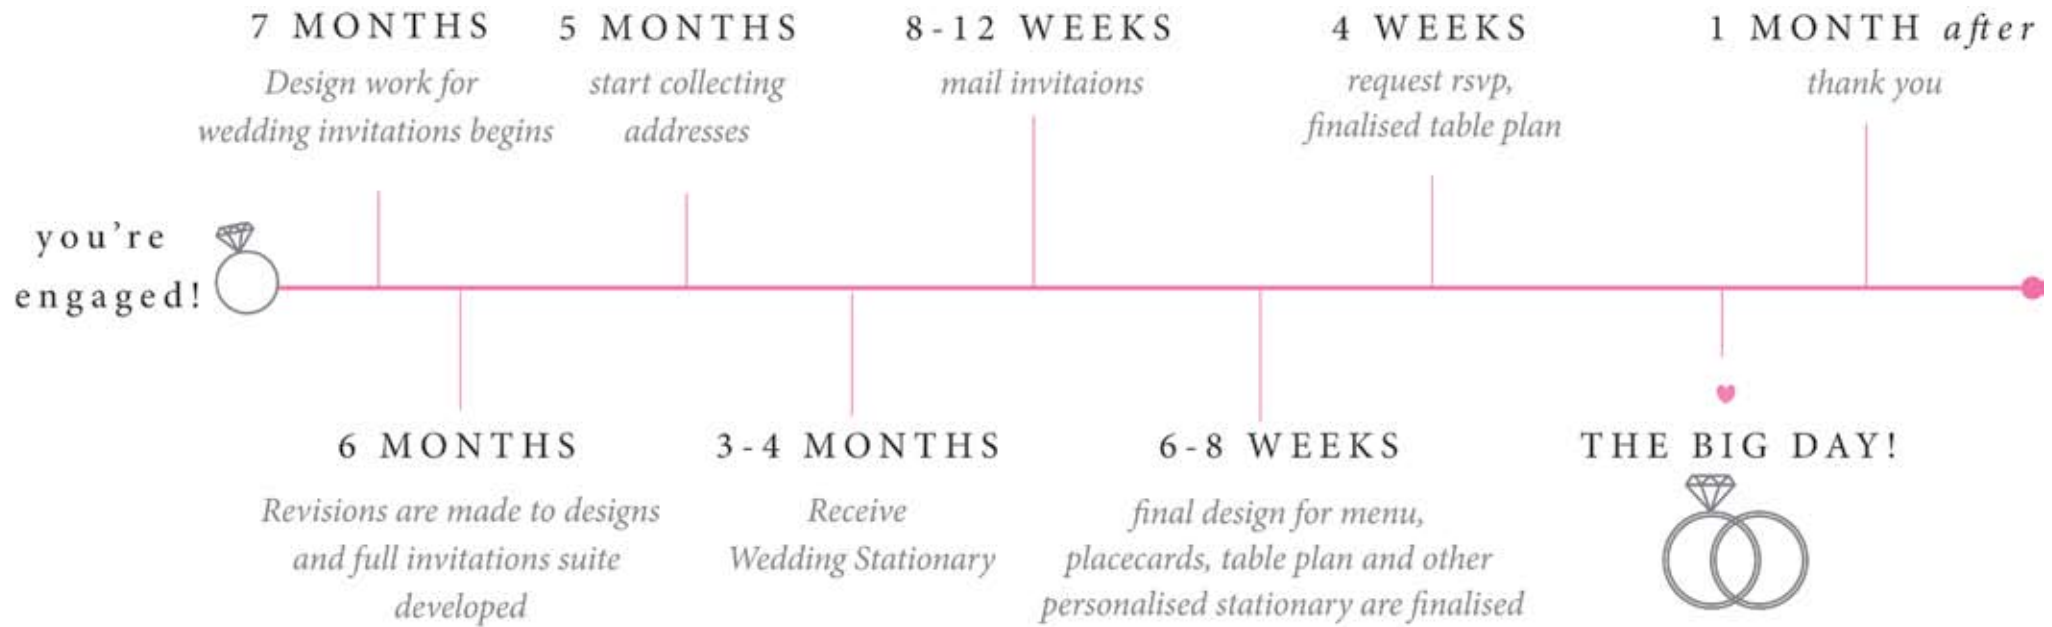 you're
engaged!
7 MONTHS
Design work for
wedding invitations begins
6 MONTHS
Revisions are made to designs
and full invitations suite
developed
5 MONTHS
start collecting
addresses
3-4 MONTHS
Receive
Wedding Stationary
8-12 WEEKS
mail invitaions
6-8 WEEKS
final design for menu,
placecards, table plan and other
personalised stationary are finalised
4 WEEKS
request rsvp,
finalised table plan
THE BIG DAY!
1 MONTH after
thank you